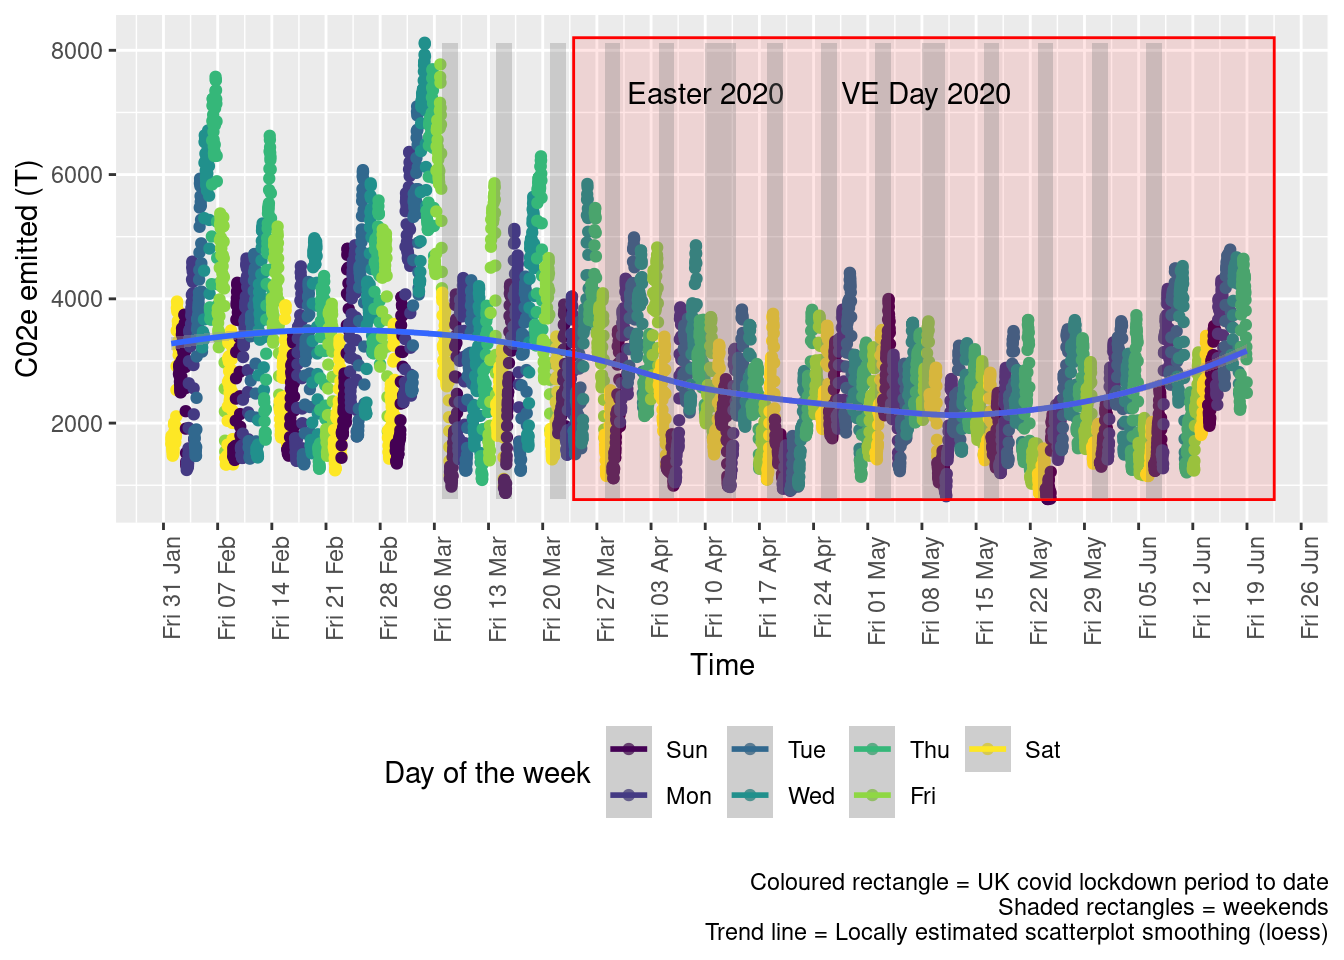 C02e emitted (T)
8000
6000
4000
2000
Easter 2020
VE Day 2020
Fri 31 Jan
Fri 07 Feb
Fri 14 Feb
Fri 21 Feb
Fri 28 Feb
Fri 06 Mar
Fri 13 Mar
Fri 20 Mar
Fri 27 Mar
Fri 03 Apr
Fri 10 Apr
Fri 17 Apr
Fri 24 Apr
Fri 01 May
Fri 08 May
Fri 15 May
Fri 22 May
Fri 29 May
Fri 05 Jun
Fri 12 Jun
Fri 19 Jun
Fri 26 Jun
Time
Day of the week
Sun
Tue
Thu
Sat
Mon
Wed
Fri
Coloured rectangle = UK covid lockdown period to date
Shaded rectangles = weekends
Trend line = Locally estimated scatterplot smoothing (loess)